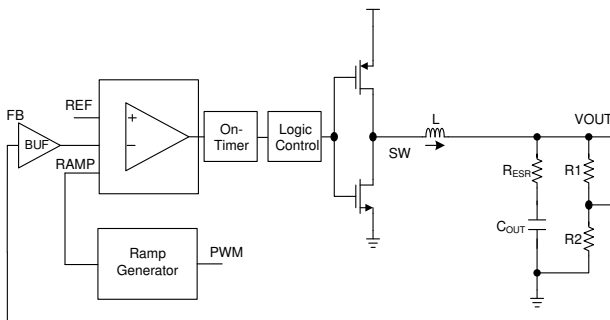 L
VOUT
FB
REF
+
BUF
−
On-
Timer
Logic
Control
SW
RAMP
RESR
R1
COUT
R2
Ramp
Generator
PWM